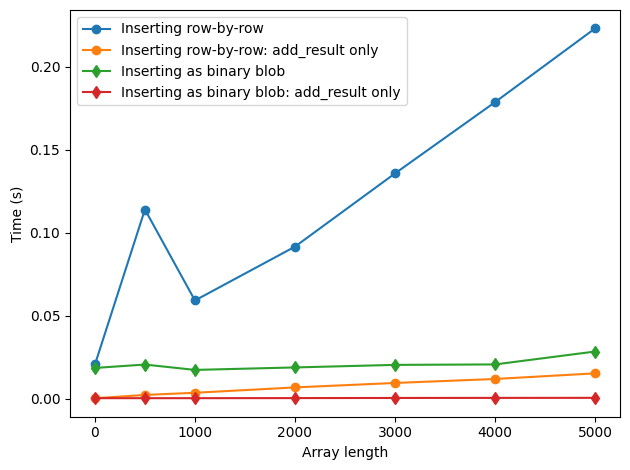 Inserting row-by-row
Inserting row-by-row: add_result only
Inserting as binary blob
Inserting as binary blob: add_result only
0.20
0.15
0.10
0.05
0.00
Time (s)
0 1000 2000 3000 4000 5000
Array length